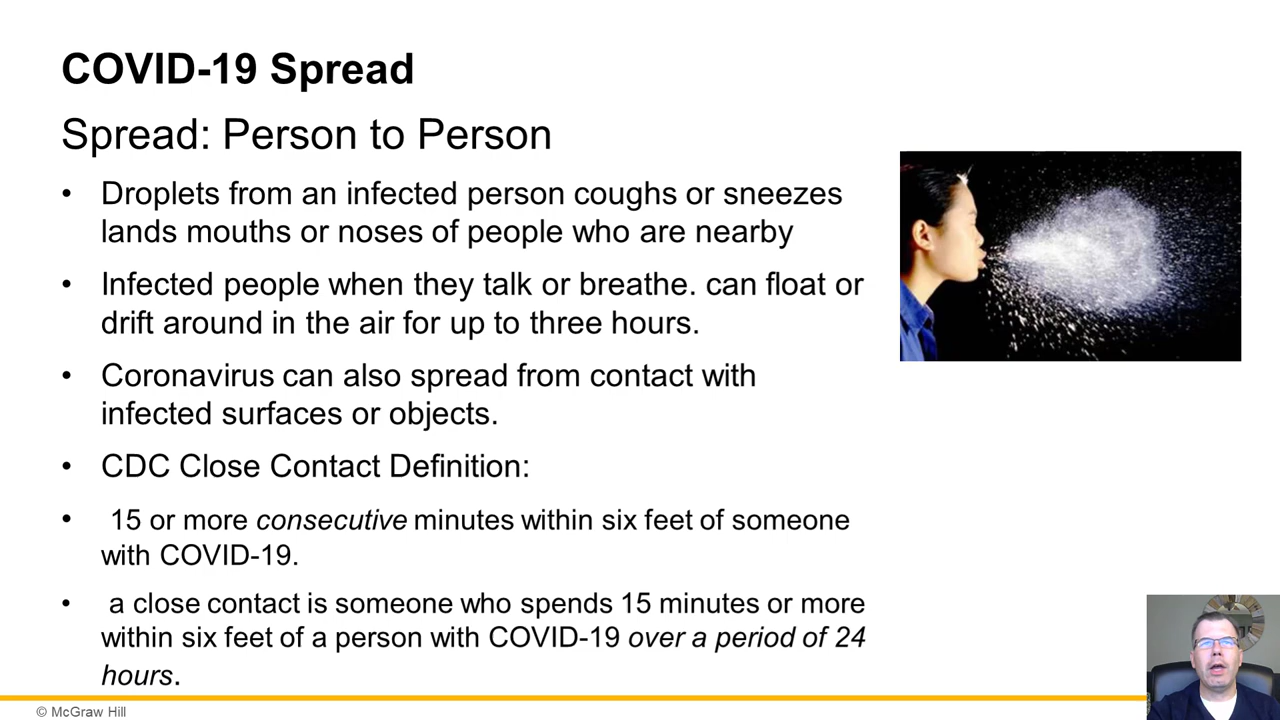 COVID-19 Spread
Spread: Person to Person
• Droplets from an infected person coughs or sneezes
lands mouths or noses of people who are nearby
• Infected people when they talk or breathe. can float or
drift around in the air for up to three hours.
• Coronavirus can also spread from contact with
infected surfaces or objects.
• CDC Close Contact Definition:
• 15 or more consecutive minutes within six feet of someone
with COVID-19.
• a close contact is someone who spends 15 minutes or more
within six feet of a person with COVID-19 over a period of 24
hours.
© McGraw Hill